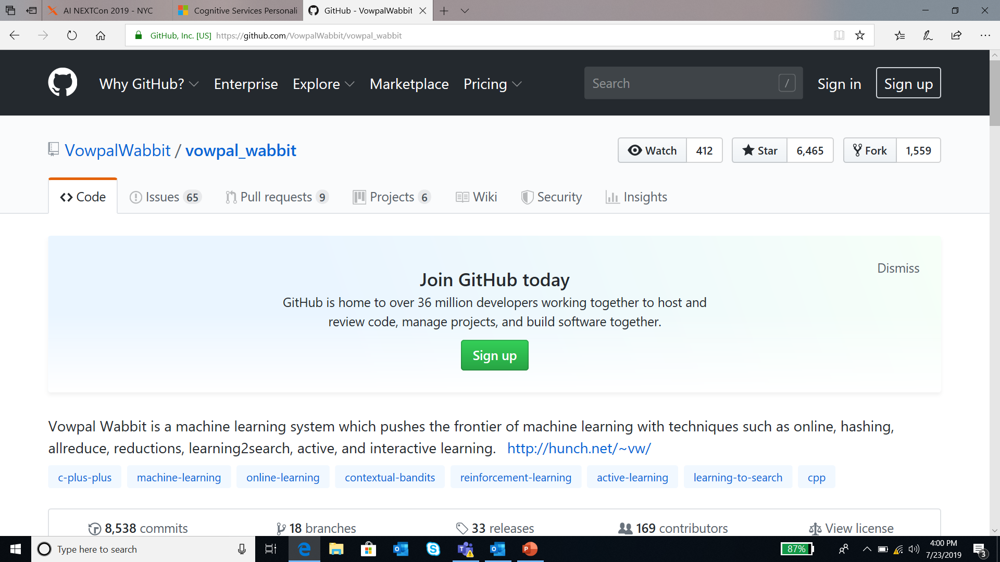 AI NEXTCon 2019 - NYC
Cognitive Services Personali
GitHub - VowpalWabbit
GitHub, Inc. [US] https://github.com/VowpalWabbit/vowpal_wabbit
Why GitHub? Enterprise Explore Marketplace Pricing Search / Sign in Sign up
VowpalWabbit / vowpal_wabbit Watch 412 Star 6,465 Fork 1,559
Code Issues 65 Pull requests 9 Projects 6 Wiki Security Insights
Dismiss
Join GitHub today
GitHub is home to over 36 million developers working together to host and
review code, manage projects, and build software together.
Sign up
Vowpal Wabbit is a machine learning system which pushes the frontier of machine learning with techniques such as online, hashing,
allreduce, reductions, learning2search, active, and interactive learning. http://hunch.net/~vw/
c-plus-plus machine-learning online-learning contextual-bandits reinforcement-learning active-learning learning-to-search cpp
8,538 commits 18 branches 33 releases 169 contributors View license
Type here to search
87%
4:00 PM
7/23/2019
3